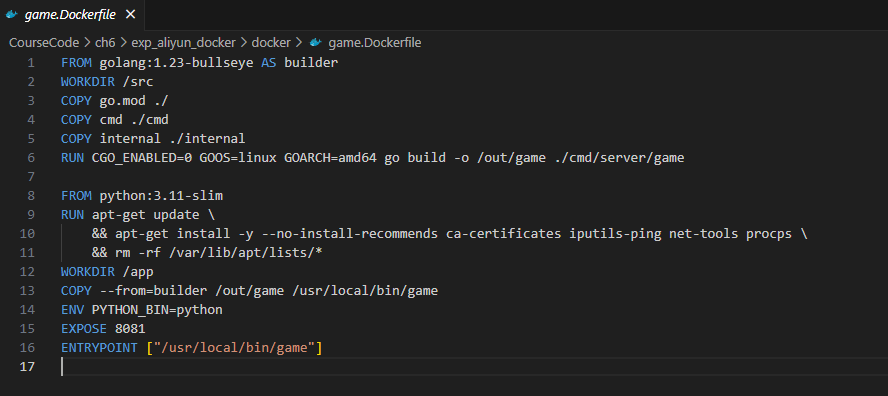 game.Dockerfile
CourseCode > ch6 > exp_aliyun_docker > docker > game.Dockerfile
1 FROM golang:1.23-bullseye AS builder
2 WORKDIR /src
3 COPY go.mod ./
4 COPY cmd ./cmd
5 COPY internal ./internal
6 RUN CGO_ENABLED=0 GOOS=linux GOARCH=amd64 go build -o /out/game ./cmd/server/game
7
8 FROM python:3.11-slim
9 RUN apt-get update \
10     && apt-get install -y --no-install-recommends ca-certificates iputils-ping net-tools procps \
11     && rm -rf /var/lib/apt/lists/*
12 WORKDIR /app
13 COPY --from=builder /out/game /usr/local/bin/game
14 ENV PYTHON_BIN=python
15 EXPOSE 8081
16 ENTRYPOINT ["/usr/local/bin/game"]
17